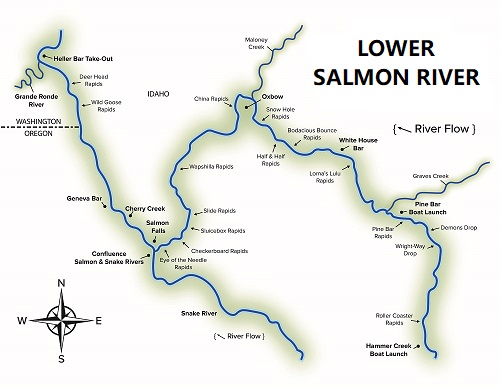 LOWER
SALMON RIVER
{ River Flow }
Maloney
Creek
Heller Bar Take-Out
Deer Head
Rapids
Grande Ronde
River
Wild Goose
Rapids
IDAHO
China Rapids
Oxbow
Snow Hole
Rapids
WASHINGTON
OREGON
Bodacious Bounce
Rapids
White House
Bar
Half & Half
Rapids
Lorna's Lulu
Rapids
Wapshilla Rapids
Graves Creek
Geneva Bar
Cherry Creek
Slide Rapids
Pine Bar
Boat Launch
Salmon
Falls
Sluicebox Rapids
Pine Bar
Rapids
Demons Drop
Wright-Way
Drop
Checkerboard Rapids
Confluence
Salmon & Snake Rivers
Eye of the Needle
Rapids
N
W
E
S
Snake River
{ River Flow }
Roller Coaster
Rapids
Hammer Creek
Boat Launch